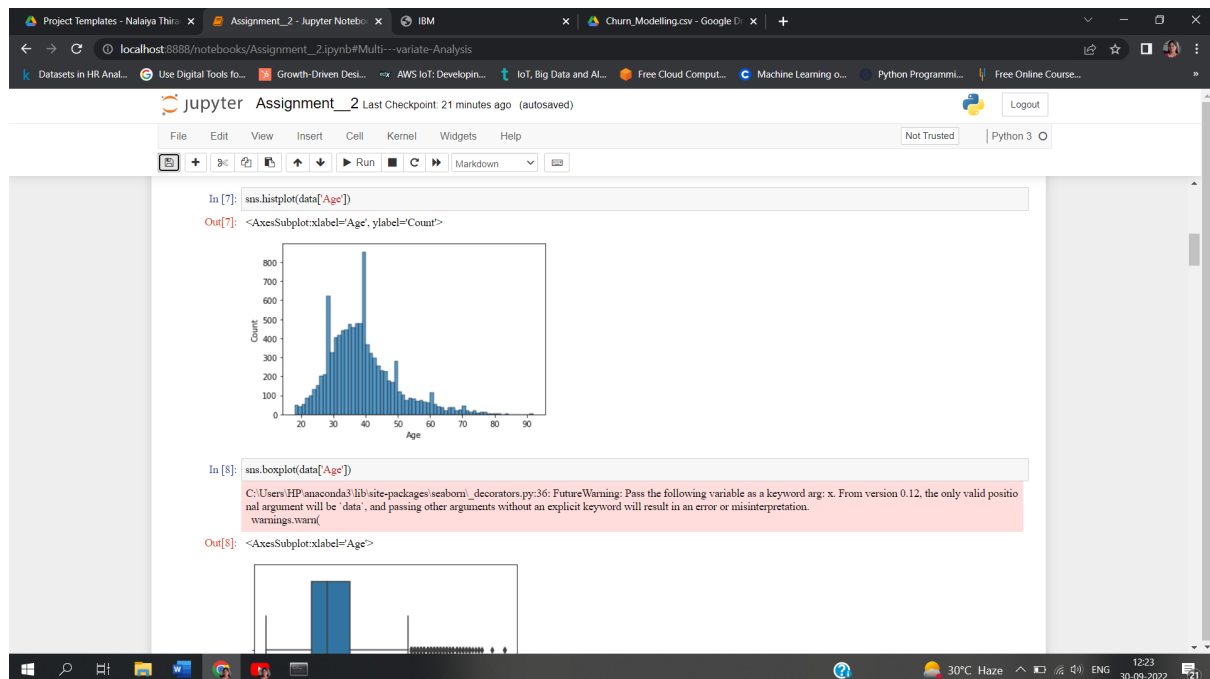 Project Templates - Nalaiya Thira
Assignment_2 - Jupyter Noteboo
IBM
Churn_Modelling.csv - Google Dr
localhost:8888/notebooks/Assignment_2.ipynb#Multi---variate-Analysis
Datasets in HR Anal...
Use Digital Tools fo...
Growth-Driven Desi...
AWS IoT: Developin...
IoT, Big Data and AI...
Free Cloud Comput...
Machine Learning o...
Python Programmi...
Free Online Course...
jupyter Assignment__2 Last Checkpoint: 21 minutes ago (autosaved)
Logout
File Edit View Insert Cell Kernel Widgets Help
Not Trusted Python 3
Run Markdown
In [7]: sns.histplot(data['Age'])
Out[7]: <AxesSubplot:xlabel='Age', ylabel='Count'>
800
700
600
500
400
300
200
100
0
Count
20 30 40 50 60 70 80 90
Age
In [8]: sns.boxplot(data['Age'])
C:\Users\HP\anaconda3\lib\site-packages\seaborn\_decorators.py:36: FutureWarning: Pass the following variable as a keyword arg: x. From version 0.12, the only valid positio
nal argument will be `data`, and passing other arguments without an explicit keyword will result in an error or misinterpretation.
warnings.warn(
Out[8]: <AxesSubplot:xlabel='Age'>
30°C Haze
ENG
12:23
30-09-2022
21